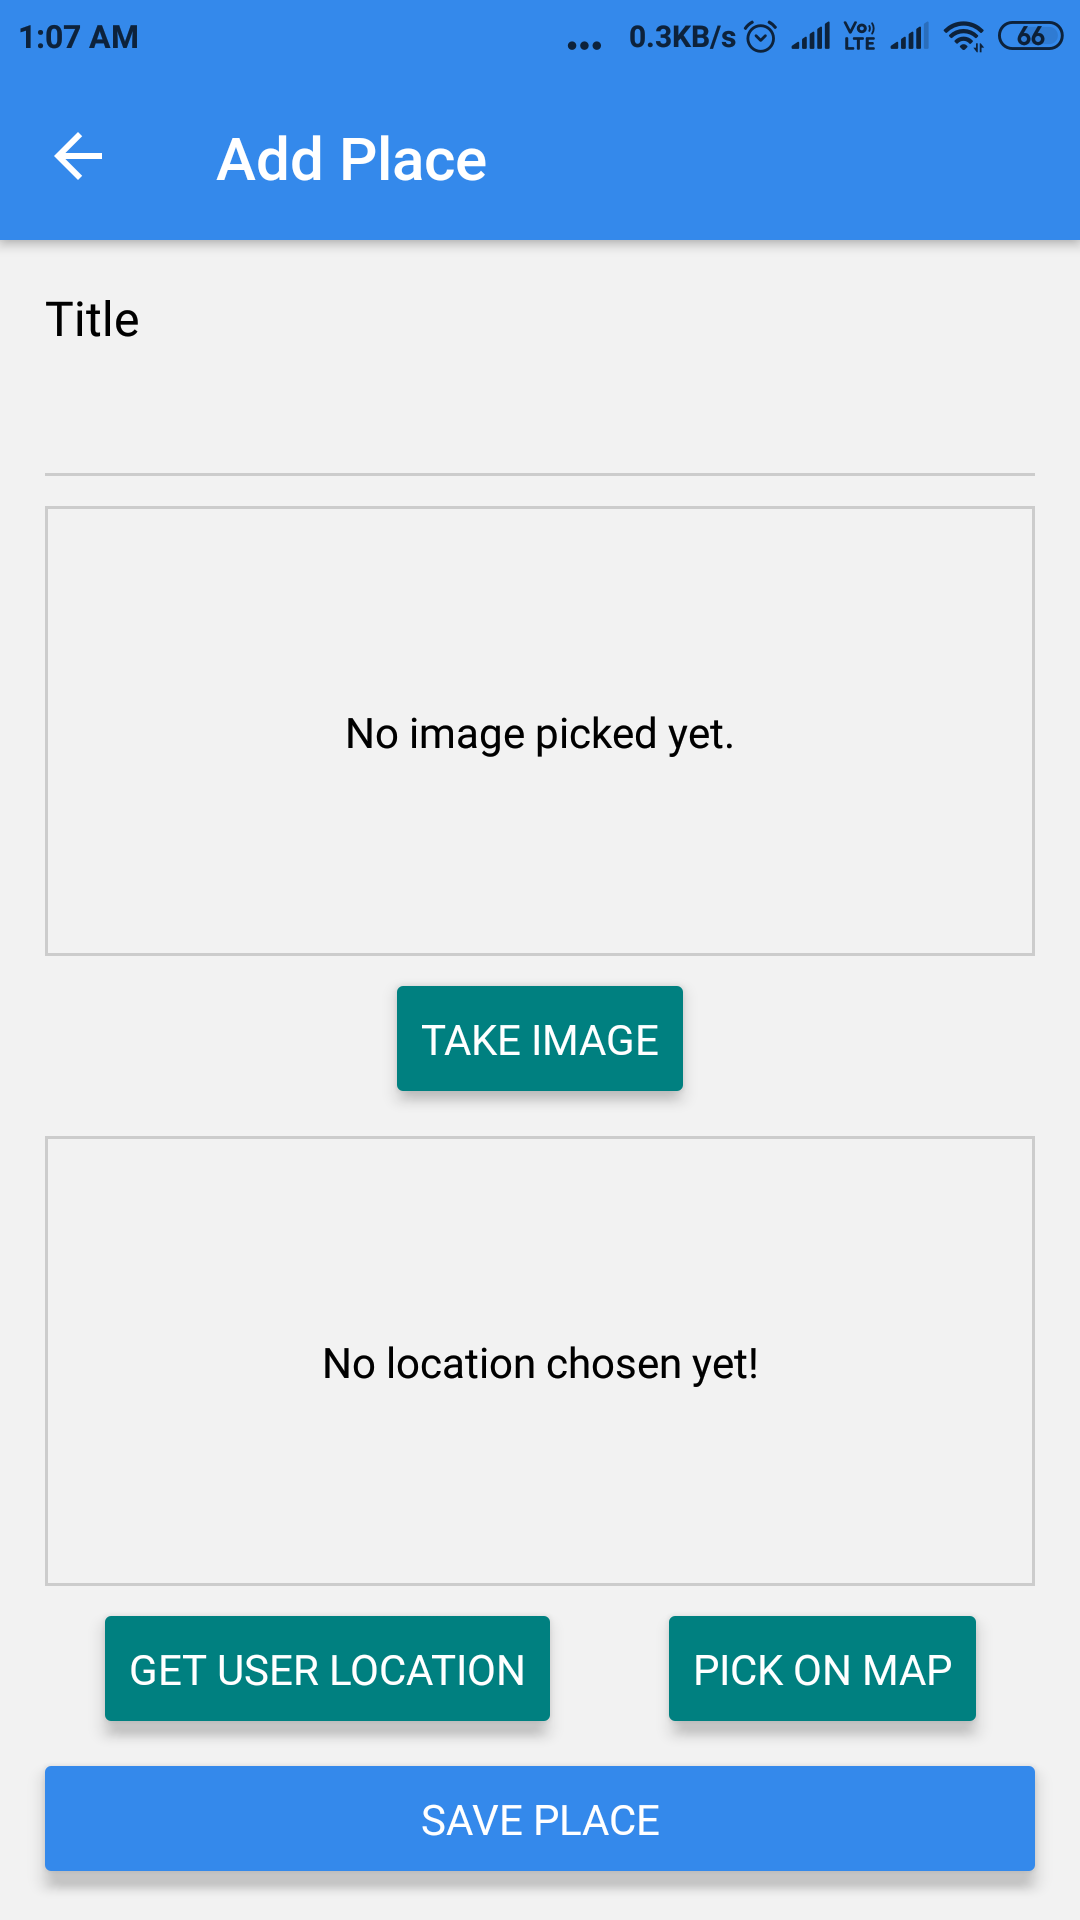 1:07 AM ... 0.3KB/s Vo)) LTE 66
Add Place
Title
No image picked yet.
TAKE IMAGE
No location chosen yet!
GET USER LOCATION PICK ON MAP
SAVE PLACE